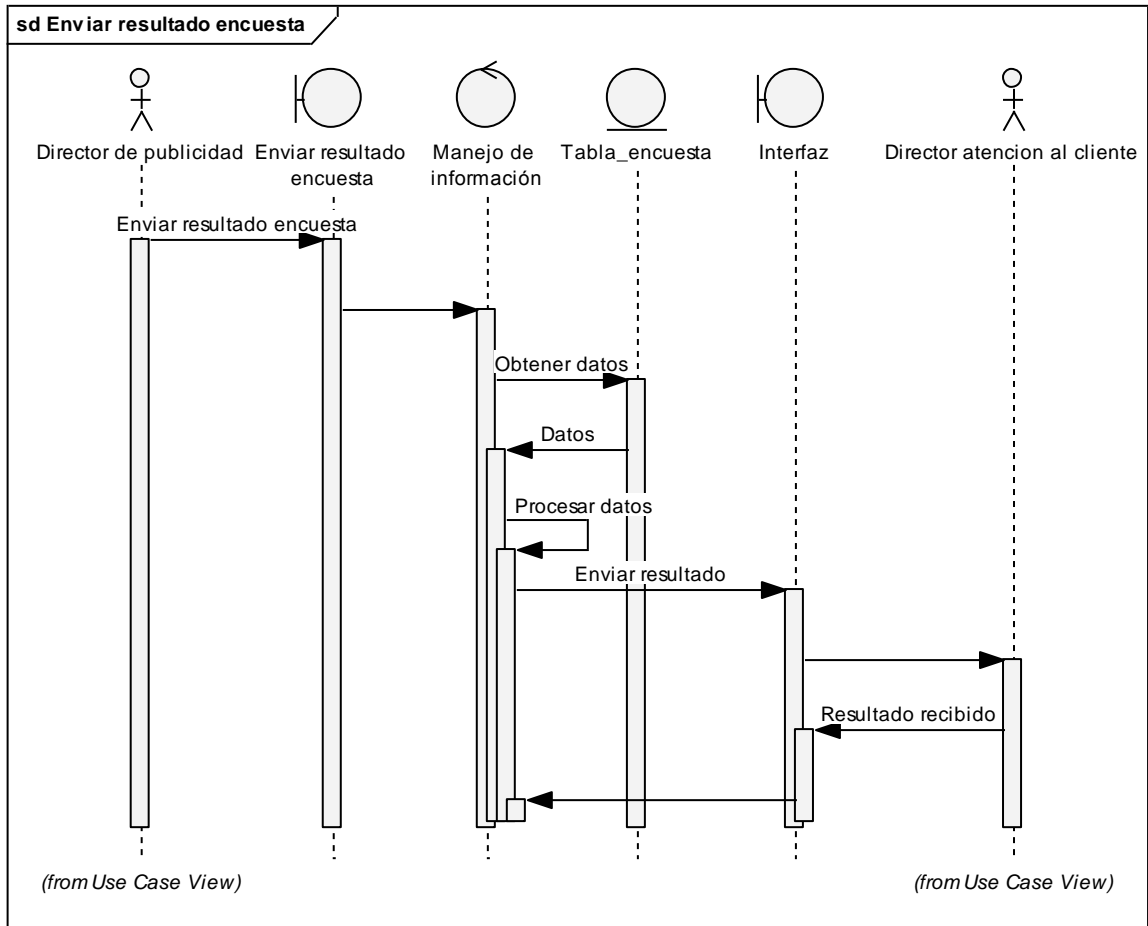 sd Enviar resultado encuesta
Director de publicidad
Enviar resultado
encuesta
Manejo de
información
Tabla_encuesta
Interfaz
Director atencion al cliente
Enviar resultado encuesta
Obtener datos
Datos
Procesar datos
Enviar resultado
Resultado recibido
(from Use Case View)
(from Use Case View)